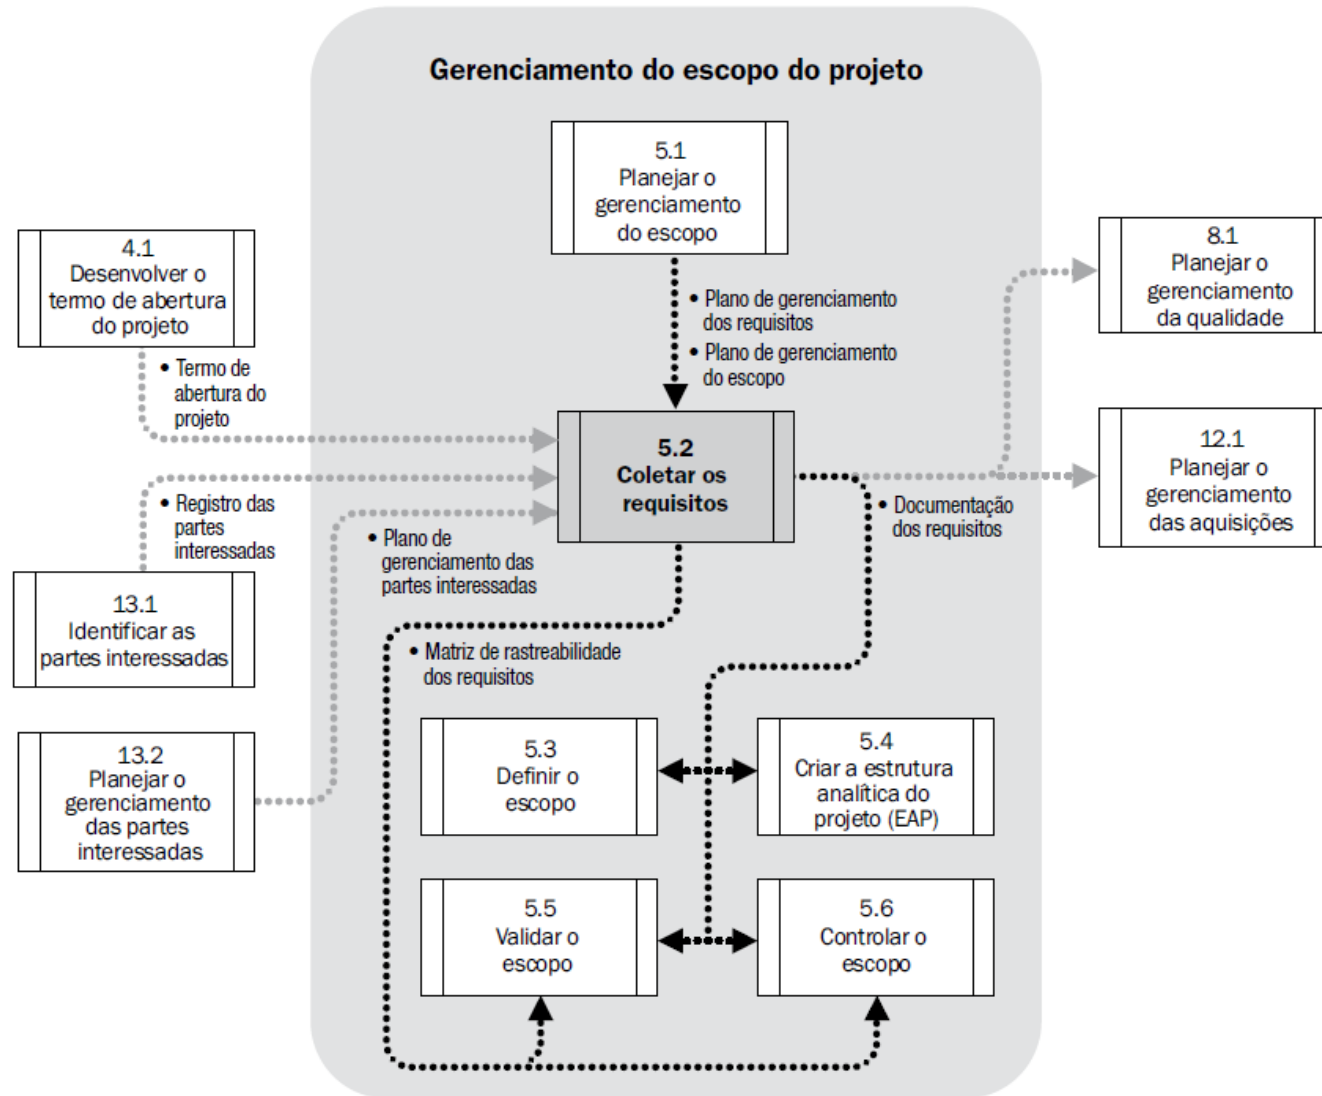 Gerenciamento do escopo do projeto
5.1
Planejar o
gerenciamento
do escopo
4.1
Desenvolver o
termo de abertura
do projeto
8.1
Planejar o
gerenciamento
da qualidade
• Plano de gerenciamento
dos requisitos
• Plano de gerenciamento
do escopo
• Termo de
abertura do
projeto
5.2
Coletar os
requisitos
12.1
Planejar o
gerenciamento
das aquisições
• Registro das
partes
interessadas
• Documentação
dos requisitos
• Plano de
gerenciamento das
partes interessadas
13.1
Identificar as
partes interessadas
• Matriz de rastreabilidade
dos requisitos
13.2
Planejar o
gerenciamento
das partes
interessadas
5.3
Definir o
escopo
5.4
Criar a estrutura
analítica do
projeto (EAP)
5.5
Validar o
escopo
5.6
Controlar o
escopo